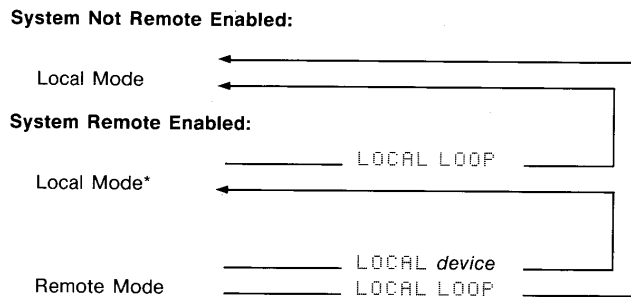 System Not Remote Enabled:
Local Mode
System Remote Enabled:
LOCAL LOOP
Local Mode*
LOCAL device
Remote Mode LOCAL LOOP